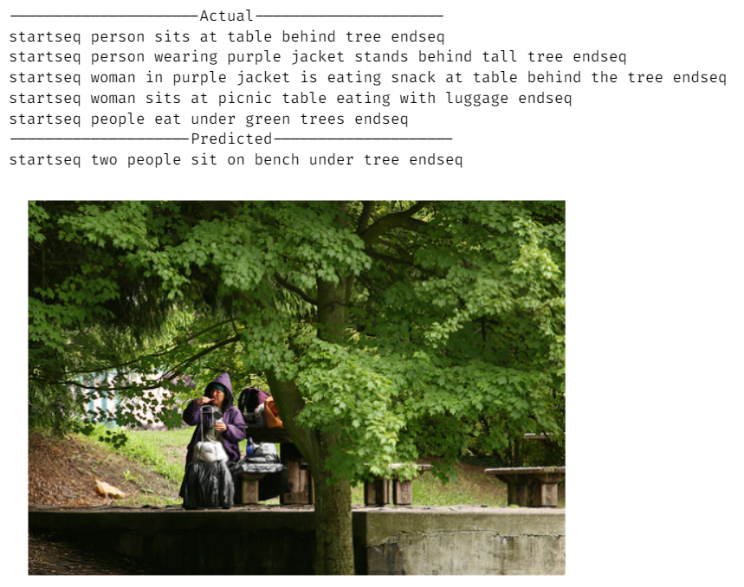 ---------------------Actual---------------------
startseq person sits at table behind tree endseq
startseq person wearing purple jacket stands behind tall tree endseq
startseq woman in purple jacket is eating snack at table behind the tree endseq
startseq woman sits at picnic table eating with luggage endseq
startseq people eat under green trees endseq
--------------------Predicted--------------------
startseq two people sit on bench under tree endseq